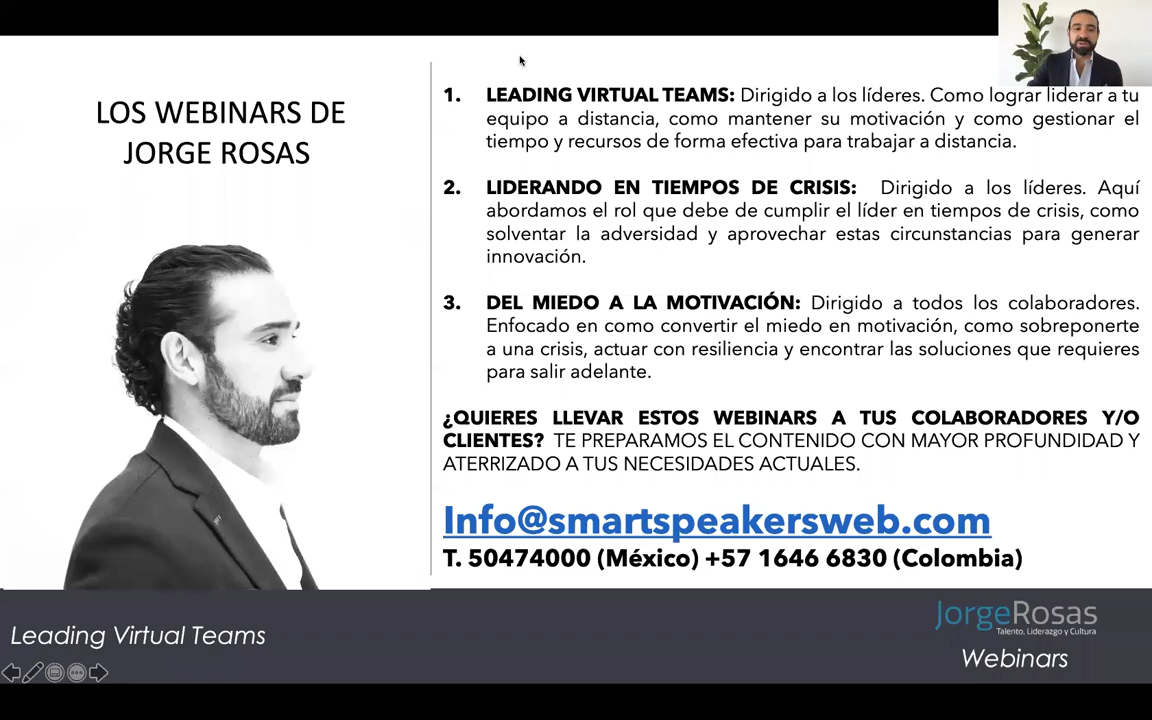 LOS WEBINARS DE
JORGE ROSAS
1. LEADING VIRTUAL TEAMS: Dirigido a los líderes. Como lograr liderar a tu
equipo a distancia, como mantener su motivación y como gestionar el
tiempo y recursos de forma efectiva para trabajar a distancia.
2. LIDERANDO EN TIEMPOS DE CRISIS: Dirigido a los líderes. Aquí
abordamos el rol que debe de cumplir el líder en tiempos de crisis, como
solventar la adversidad y aprovechar estas circunstancias para generar
innovación.
3. DEL MIEDO A LA MOTIVACIÓN: Dirigido a todos los colaboradores.
Enfocado en como convertir el miedo en motivación, como sobreponerte
a una crisis, actuar con resiliencia y encontrar las soluciones que requieres
para salir adelante.
¿QUIERES LLEVAR ESTOS WEBINARS A TUS COLABORADORES Y/O
CLIENTES? TE PREPARAMOS EL CONTENIDO CON MAYOR PROFUNDIDAD Y
ATERRIZADO A TUS NECESIDADES ACTUALES.
Info@smartspeakersweb.com
T. 50474000 (México) +57 1646 6830 (Colombia)
Leading Virtual Teams
JorgeRosas
Talento, Liderazgo y Cultura
Webinars